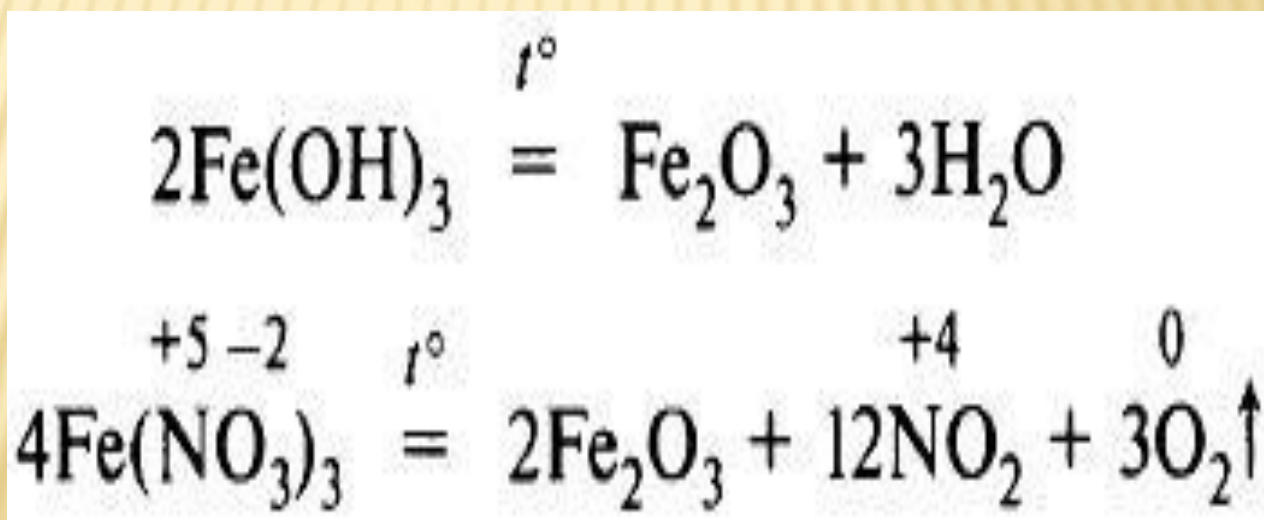 t°
2Fe(OH)₃ = Fe₂O₃ + 3H₂O
+5 –2 t° +4 0
4Fe(NO₃)₃ = 2Fe₂O₃ + 12NO₂ + 3O₂↑